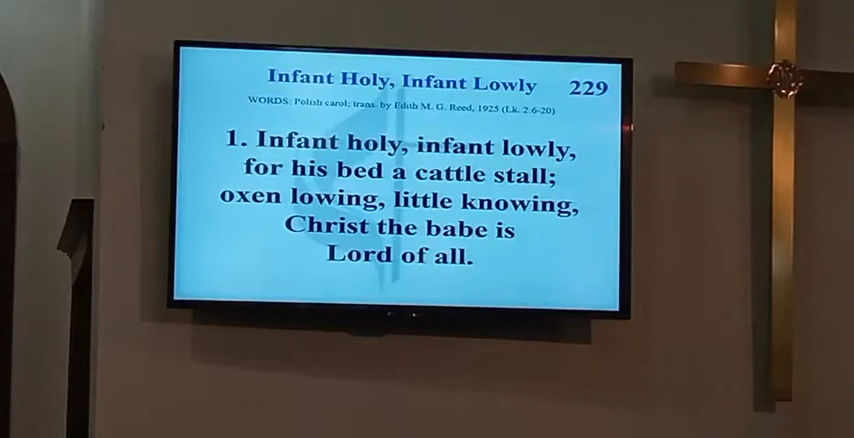 Infant Holy, Infant Lowly 229
WORDS: Polish carol; trans. by Edith M. G. Reed, 1925 (Lk. 2:6-20)
1. Infant holy, infant lowly,
for his bed a cattle stall;
oxen lowing, little knowing,
Christ the babe is
Lord of all.